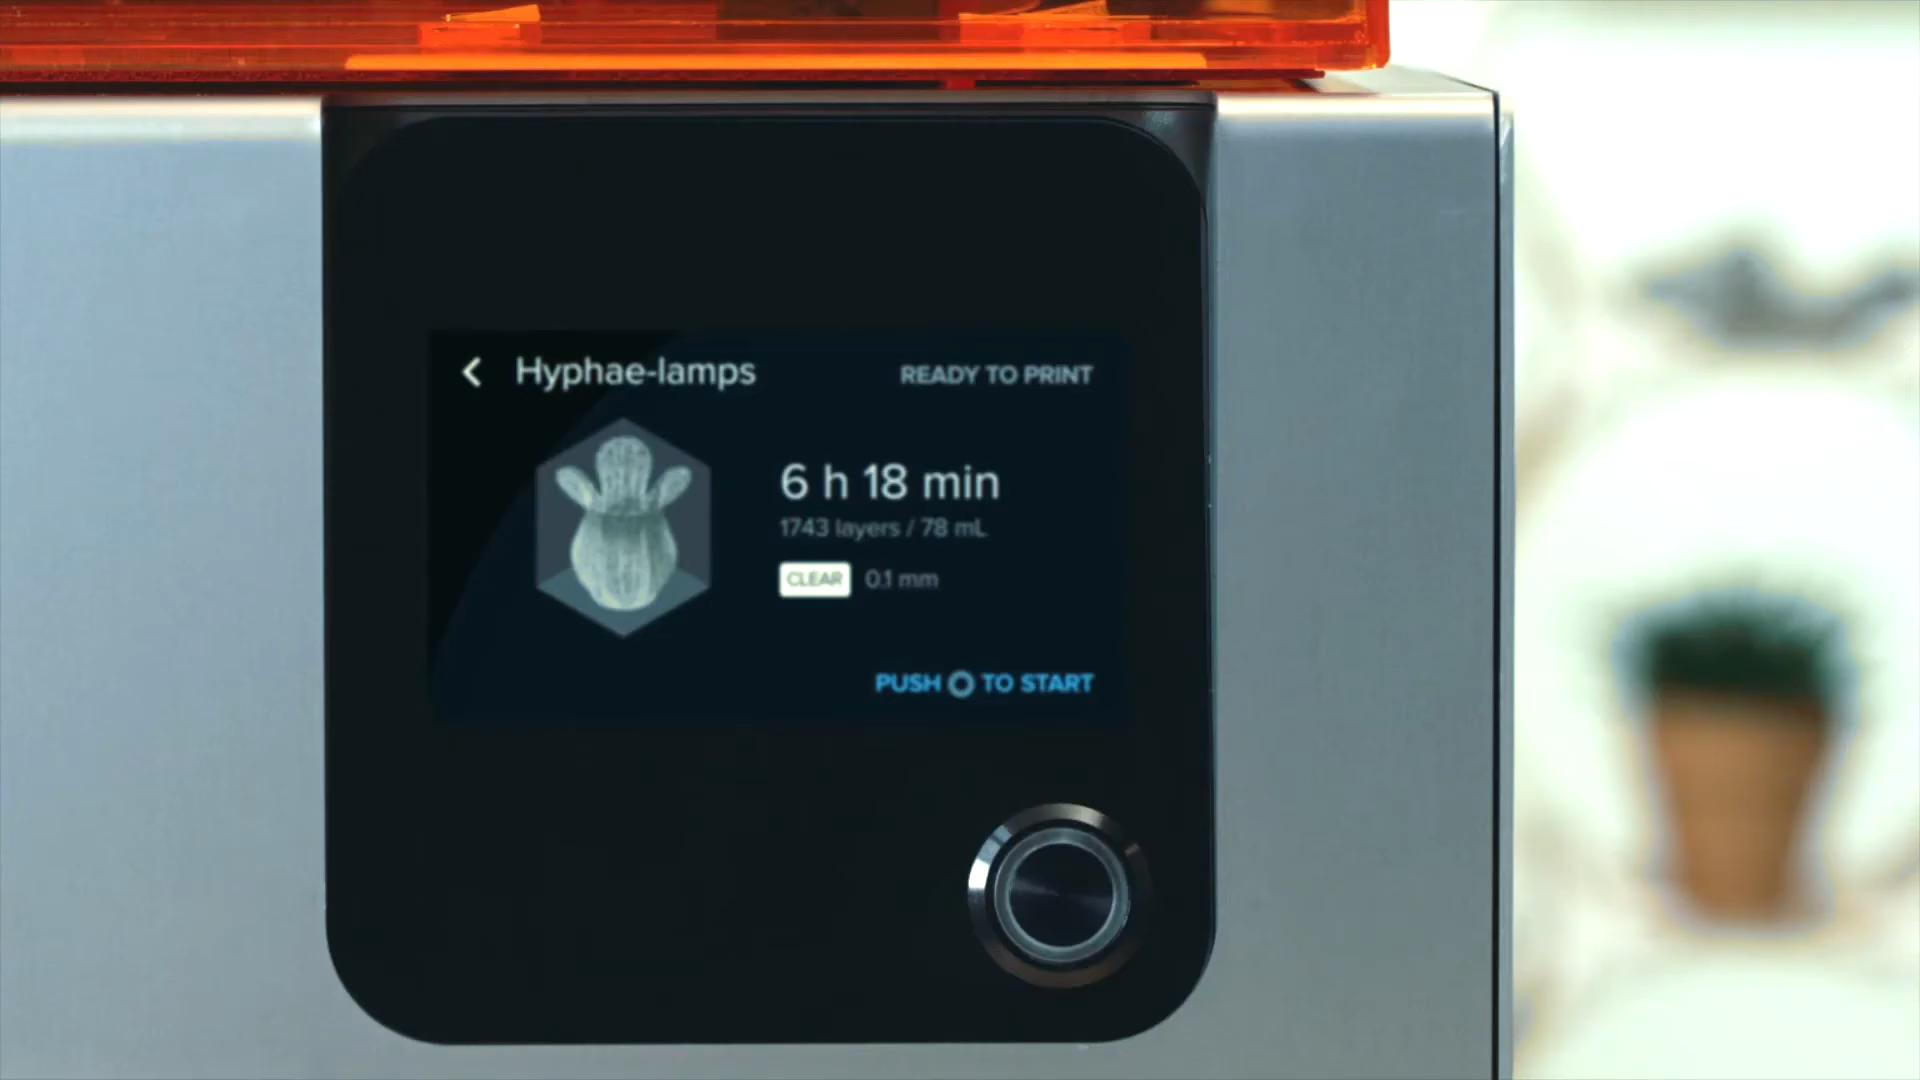 Hyphae-lamps
READY TO PRINT
6 h 18 min
1743 layers / 78 mL
CLEAR 0.1 mm
PUSH TO START